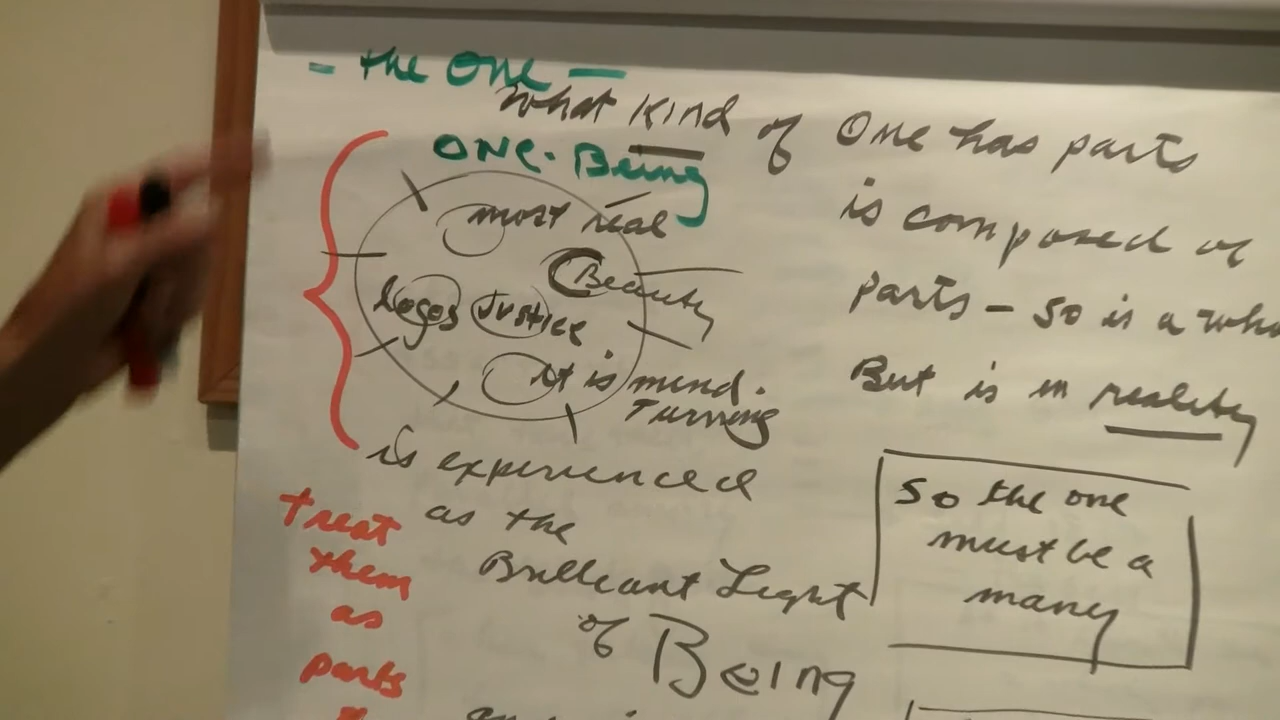 - the One -
What Kind of One has parts
ONE-Being
is composed of
most real
Beauty
parts - so is a who
Logos Justice
But is in reality
it is mind.
Turning
is experienced
So the one
must be a
many
treat
them
as
parts
as the
Brilleant Light
of Being